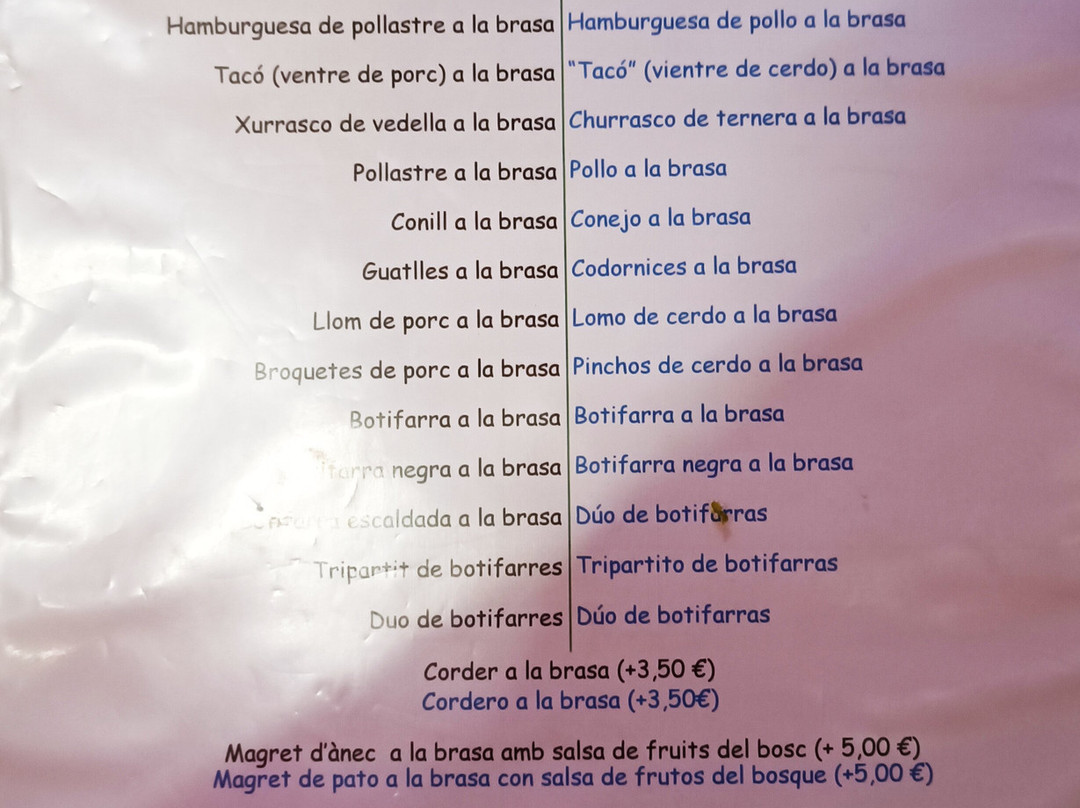 Hamburguesa de pollastre a la brasa Hamburguesa de pollo a la brasa
Tacó (ventre de porc) a la brasa "Tacó" (vientre de cerdo) a la brasa
Xurrasco de vedella a la brasa Churrasco de ternera a la brasa
Pollastre a la brasa Pollo a la brasa
Conill a la brasa Conejo a la brasa
Guatlles a la brasa Codornices a la brasa
Llom de porc a la brasa Lomo de cerdo a la brasa
Broquetes de porc a la brasa Pinchos de cerdo a la brasa
Botifarra a la brasa Botifarra a la brasa
negra a la brasa Botifarra negra a la brasa
escaldada a la brasa Dúo de botifarras
Tripartit de botifarres Tripartito de botifarras
Duo de botifarres Dúo de botifarras
Corder a la brasa (+3,50 €)
Cordero a la brasa (+3,50€)
Magret d'ànec a la brasa amb salsa de fruits del bosc (+ 5,00 €)
Magret de pato a la brasa con salsa de frutos del bosque (+5,00 €)